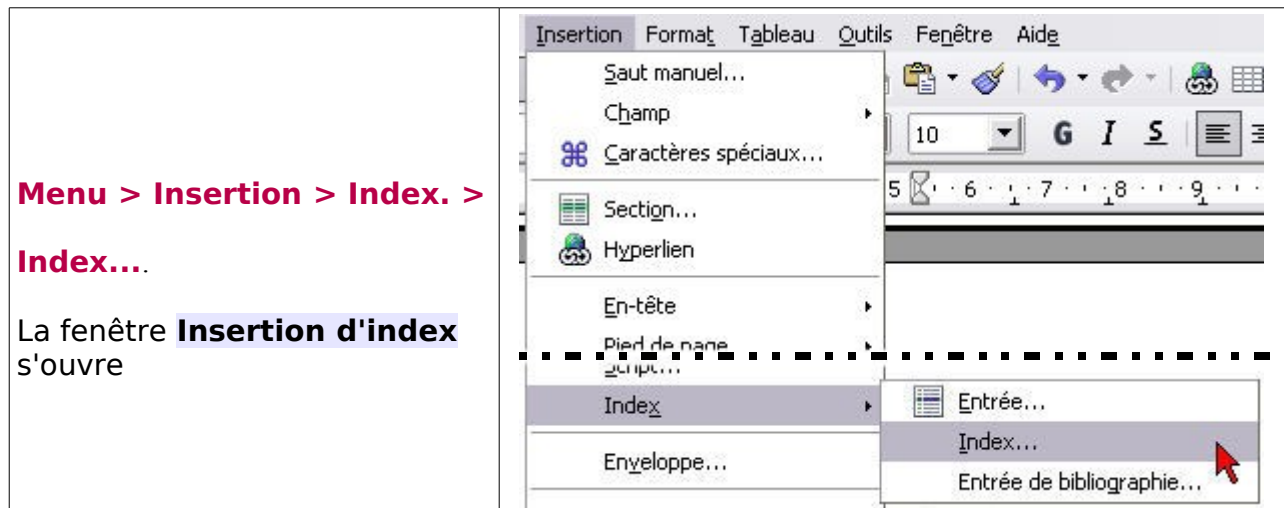 Menu > Insertion > Index. >
Index....
La fenêtre Insertion d'index
s'ouvre
Insertion Format Tableau Outils Fenêtre Aide
Saut manuel...
Champ
Caractères spéciaux...
10 G I S
5 6 7 8 9
Section...
Hyperlien
En-tête
Pied de page
Script...
Index
Entrée...
Index...
Enveloppe...
Entrée de bibliographie...